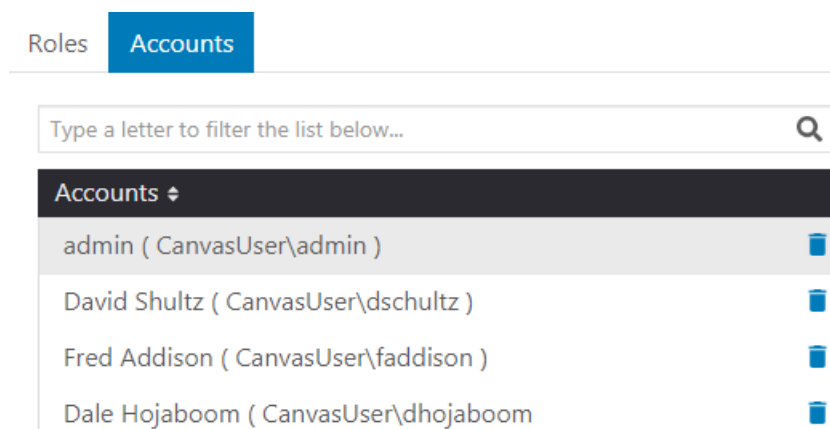 Roles Accounts
Type a letter to filter the list below...
Accounts
admin ( CanvasUser\admin )
David Shultz ( CanvasUser\dschultz )
Fred Addison ( CanvasUser\faddison )
Dale Hojaboom ( CanvasUser\dhojaboom